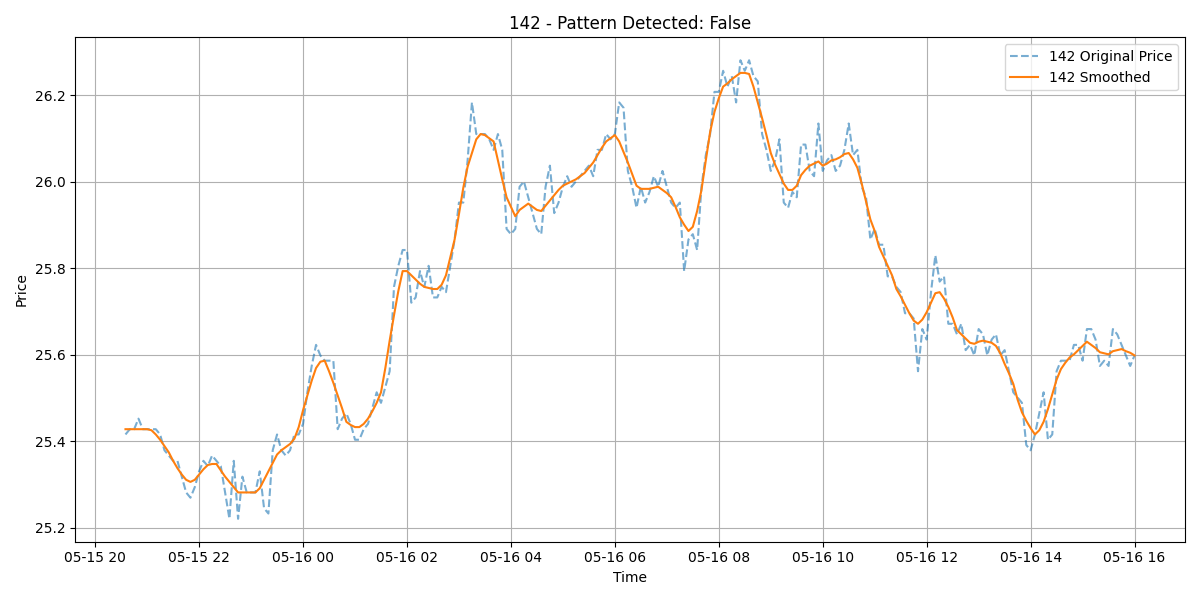 142 - Pattern Detected: False
142 Original Price
142 Smoothed
Price
26.2
26.0
25.8
25.6
25.4
25.2
05-15 20 05-15 22 05-16 00 05-16 02 05-16 04 05-16 06 05-16 08 05-16 10 05-16 12 05-16 14 05-16 16
Time